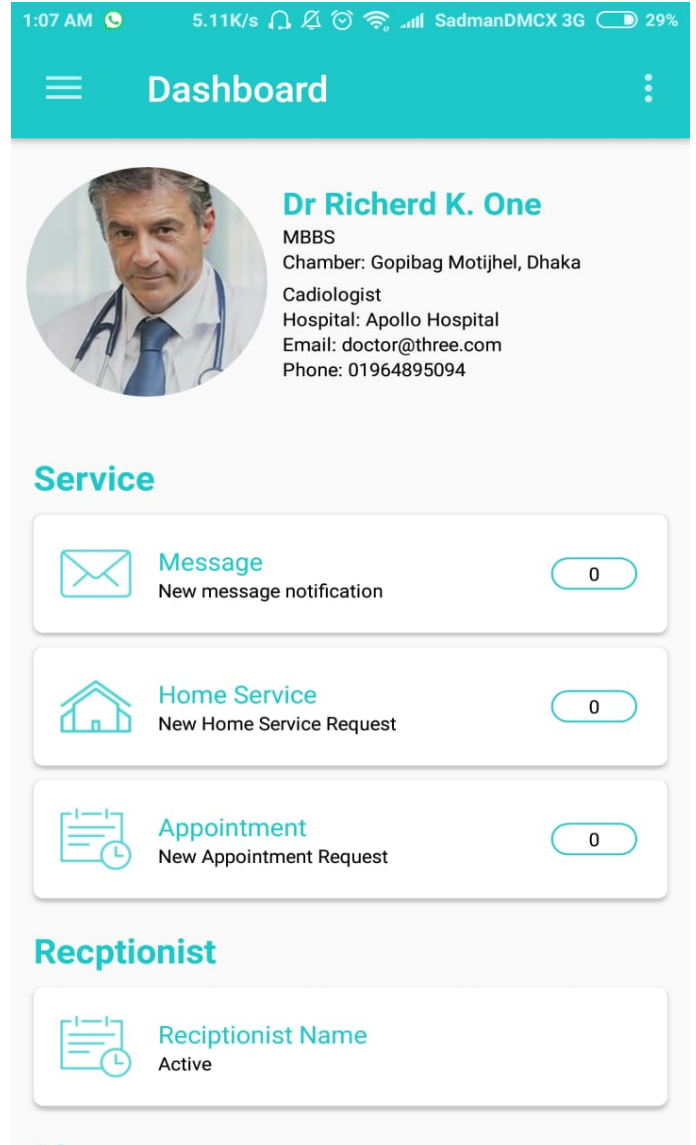 1:07 AM 5.11K/s SadmanDMCX 3G 29%
Dashboard
Dr Richerd K. One
MBBS
Chamber: Gopibag Motijhel, Dhaka
Cadiologist
Hospital: Apollo Hospital
Email: doctor@three.com
Phone: 01964895094
Service
Message
New message notification
0
Home Service
New Home Service Request
0
Appointment
New Appointment Request
0
Recptionist
Reciptionist Name
Active